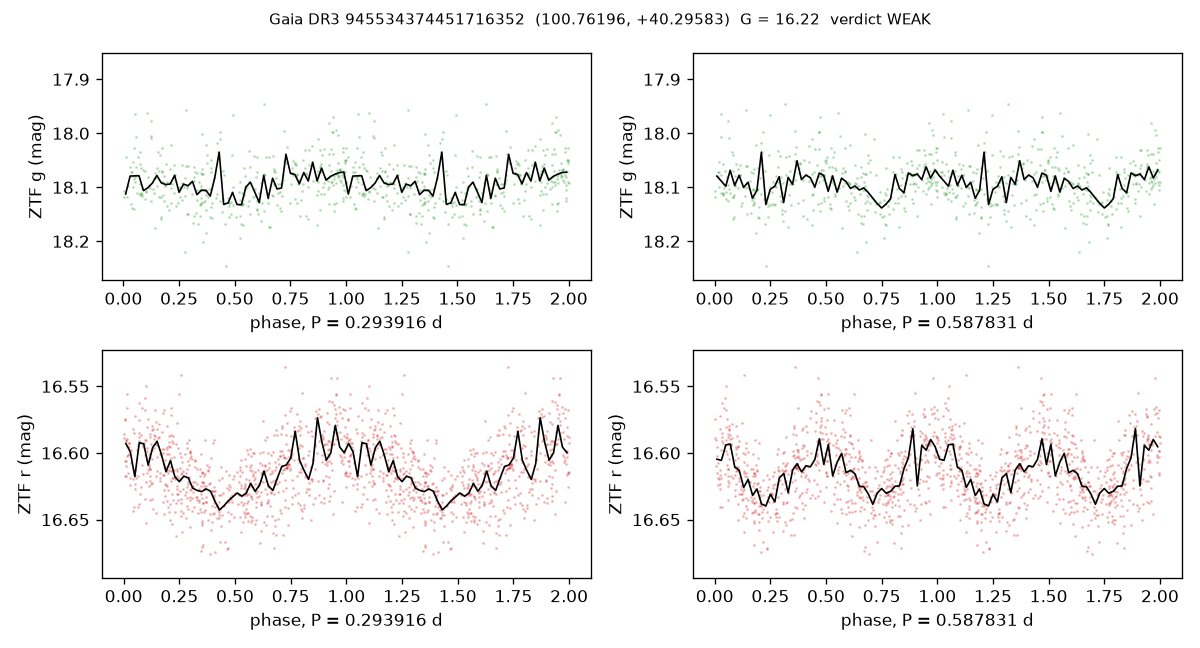 Gaia DR3 945534374451716352 (100.76196, +40.29583) G = 16.22 verdict WEAK
ZTF g (mag)
17.9
18.0
18.1
18.2
0.00 0.25 0.50 0.75 1.00 1.25 1.50 1.75 2.00
phase, P = 0.293916 d
ZTF g (mag)
17.9
18.0
18.1
18.2
0.00 0.25 0.50 0.75 1.00 1.25 1.50 1.75 2.00
phase, P = 0.587831 d
ZTF r (mag)
16.55
16.60
16.65
0.00 0.25 0.50 0.75 1.00 1.25 1.50 1.75 2.00
phase, P = 0.293916 d
ZTF r (mag)
16.55
16.60
16.65
0.00 0.25 0.50 0.75 1.00 1.25 1.50 1.75 2.00
phase, P = 0.587831 d